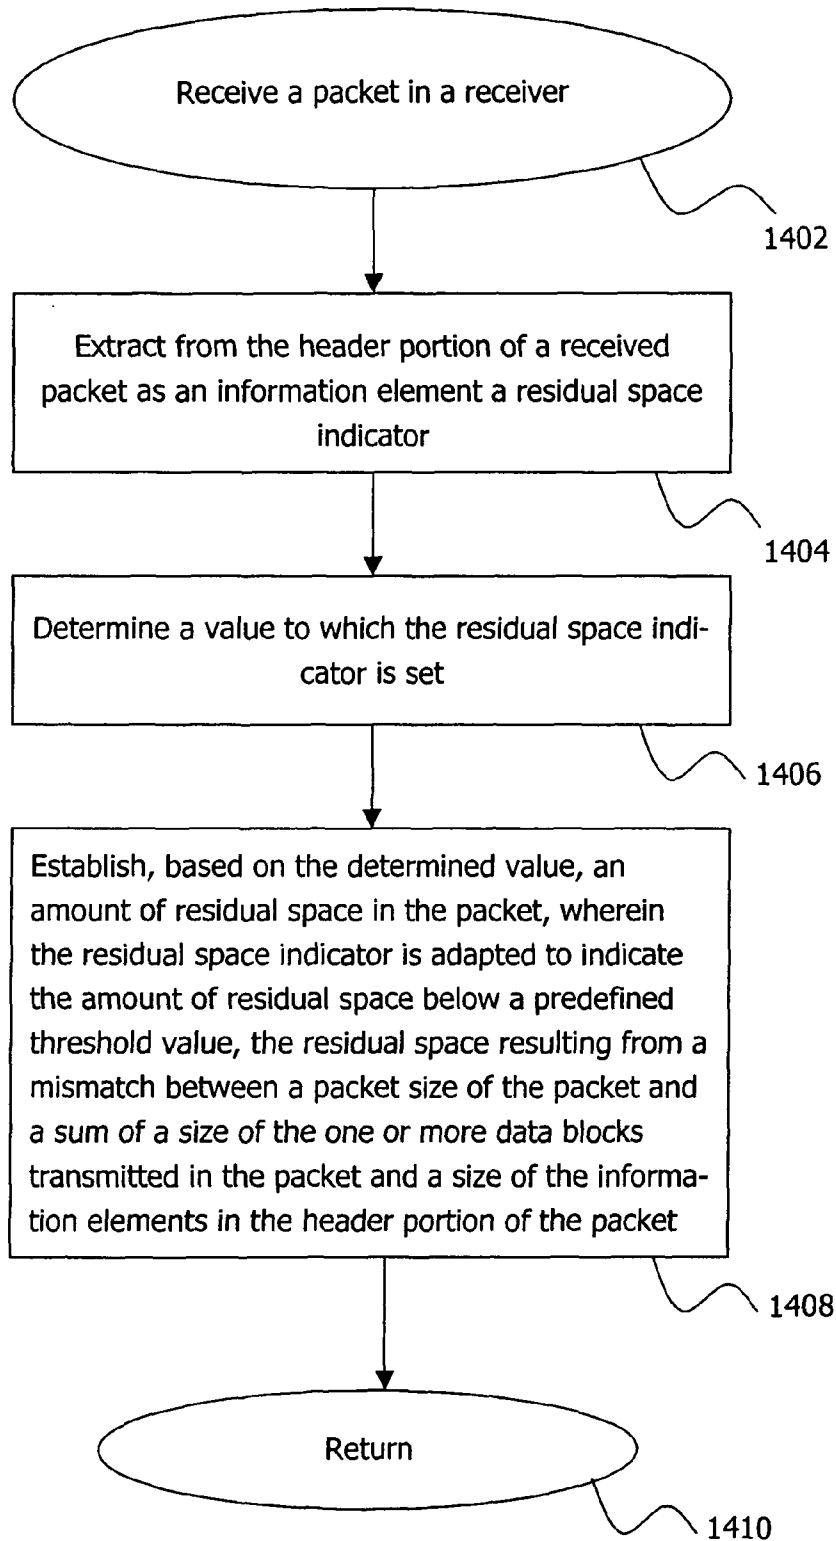 Receive a packet in a receiver
1402
Extract from the header portion of a received
packet as an information element a residual space
indicator
1404
Determine a value to which the residual space indi-
cator is set
1406
Establish, based on the determined value, an
amount of residual space in the packet, wherein
the residual space indicator is adapted to indicate
the amount of residual space below a predefined
threshold value, the residual space resulting from a
mismatch between a packet size of the packet and
a sum of a size of the one or more data blocks
transmitted in the packet and a size of the informa-
tion elements in the header portion of the packet
1408
Return
1410